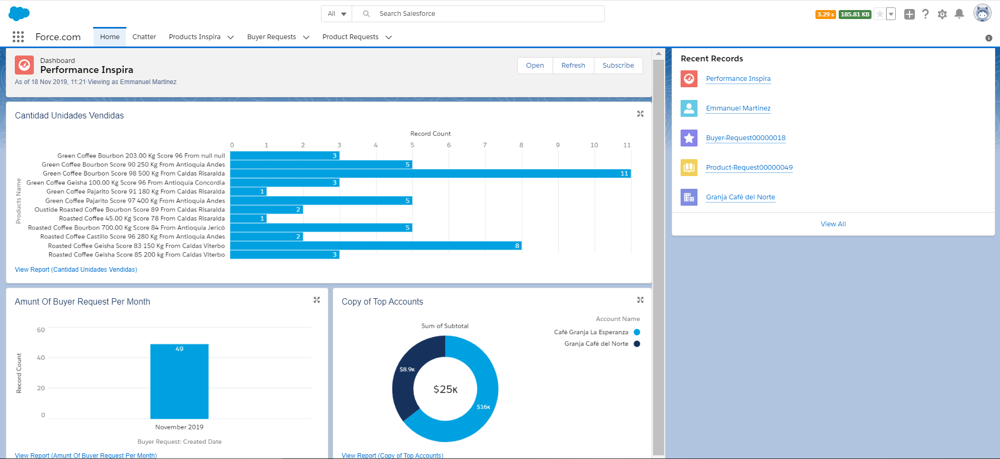 All
Search Salesforce
3.29 s
185.81 KB
Force.com
Home
Chatter
Products Inspira
Buyer Requests
Product Requests
Dashboard
Performance Inspira
As of 18 Nov 2019, 11:21·Viewing as Emmanuel Martinez
Open
Refresh
Subscribe
Cantidad Unidades Vendidas
Record Count
0 1 2 3 4 5 6 7 8 9 10 11
Products Name
Green Coffee Bourbon 203.00 Kg Score 96 From null null 3
Green Coffee Bourbon Score 90 250 Kg From Antioquia Andes 5
Green Coffee Bourbon Score 98 500 Kg From Caldas Risaralda 11
Green Coffee Geisha 100.00 Kg Score 96 From Antioquia Concordia 3
Green Coffee Pajarito Score 91 180 Kg From Caldas Risaralda 1
Green Coffee Pajarito Score 97 400 Kg From Antioquia Andes 5
Oustide Roasted Coffee Bourbon Score 89 From Caldas Risaralda 2
Roasted Coffee 45.00 Kg Score 78 From Caldas Risaralda 1
Roasted Coffee Bourbon 700.00 Kg Score 84 From Antioquia Jericó 5
Roasted Coffee Castillo Score 96 280 Kg From Antioquia Andes 2
Roasted Coffee Geisha Score 83 150 Kg From Caldas Viterbo 8
Roasted Coffee Geisha Score 85 200 kg From Caldas Viterbo 3
View Report (Cantidad Unidades Vendidas)
Amunt Of Buyer Request Per Month
Record Count
60
40
20
0
49
November 2019
Buyer Request: Created Date
View Report (Amunt Of Buyer Request Per Month)
Copy of Top Accounts
Sum of Subtotal
Account Name
Café Granja La Esperanza
Granja Café del Norte
$8.9K
$25K
$16K
View Report (Copy of Top Accounts)
Recent Records
Performance Inspira
Emmanuel Martinez
Buyer-Request00000018
Product-Request00000049
Granja Café del Norte
View All